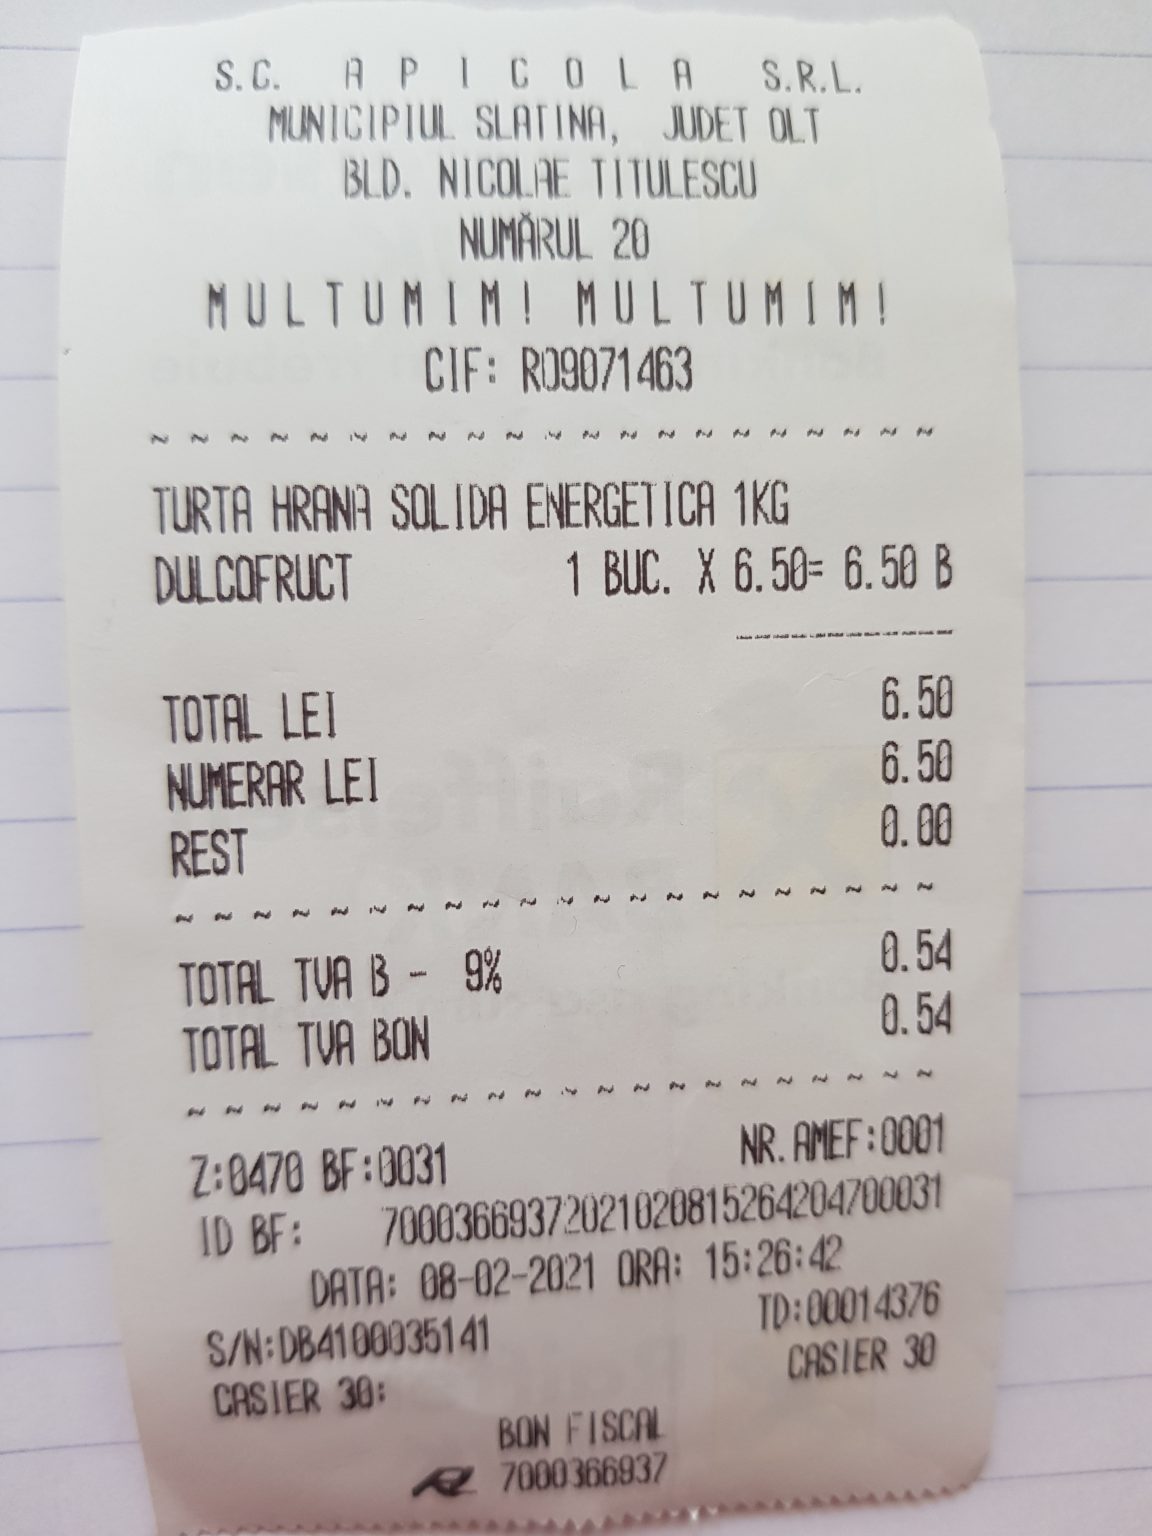 S.C. A P I C O L A S.R.L.
MUNICIPIUL SLATINA, JUDET OLT
BLD. NICOLAE TITULESCU
NUMĂRUL 20
M U L T U M I M ! M U L T U M I M !
CIF: RO9071463
~ ~ ~ ~ ~ ~ ~ ~ ~ ~ ~ ~ ~ ~ ~ ~ ~ ~ ~ ~
TURTA HRANA SOLIDA ENERGETICA 1KG
DULCOFRUCT 1 BUC. X 6.50= 6.50 B
TOTAL LEI 6.50
NUMERAR LEI 6.50
REST 0.00
~ ~ ~ ~ ~ ~ ~ ~ ~ ~ ~ ~ ~ ~ ~ ~ ~ ~ ~ ~
TOTAL TVA B - 9% 0.54
TOTAL TVA BON 0.54
~ ~ ~ ~ ~ ~ ~ ~ ~ ~ ~ ~ ~ ~ ~ ~ ~ ~ ~ ~
Z:0470 BF:0031 NR.AMEF:0001
ID BF: 70003669372021020815264204700031
DATA: 08-02-2021 ORA: 15:26:42
S/N:DB4100035141 TD:00014376
CASIER 30: CASIER 30
BON FISCAL
7000366937